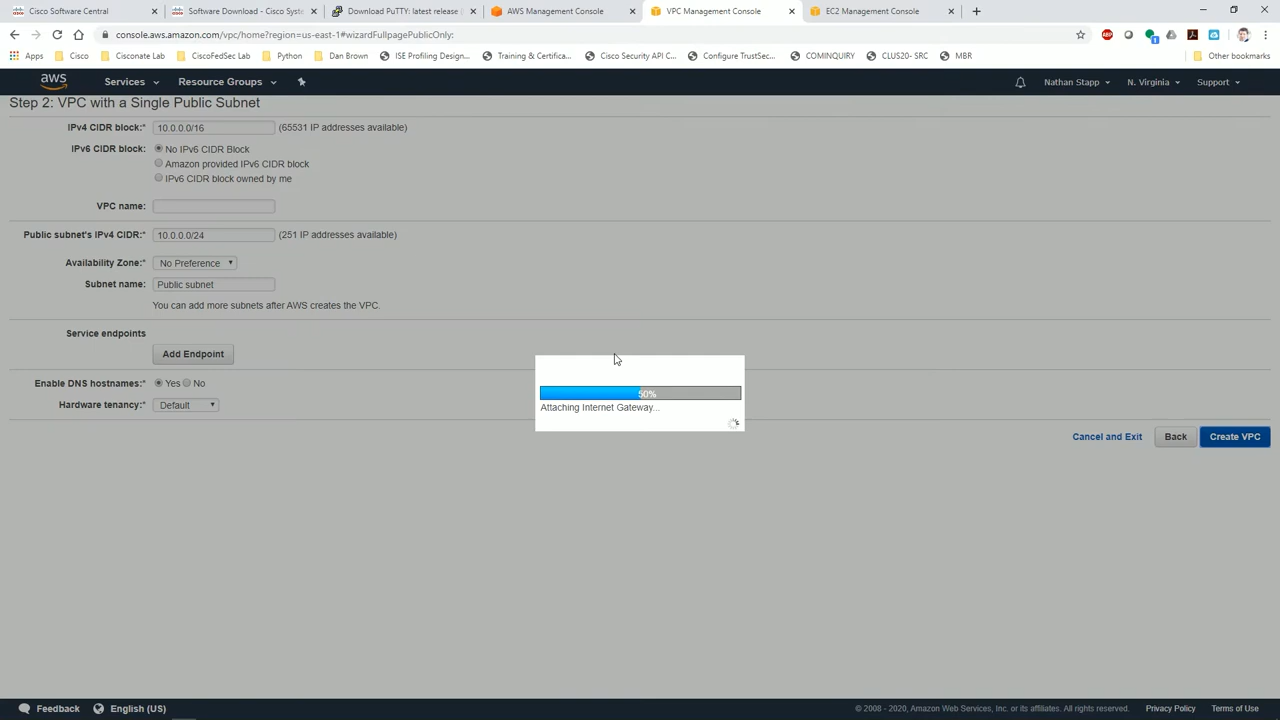 Cisco Software Central
Software Download - Cisco Syste
Download PuTTY: latest release (
AWS Management Console
VPC Management Console
EC2 Management Console
console.aws.amazon.com/vpc/home?region=us-east-1#wizardFullpagePublicOnly:
Apps
Cisco
Cisconate Lab
CiscoFedSec Lab
Python
Dan Brown
ISE Profiling Design...
Training & Certifica...
Cisco Security API C...
Configure TrustSec...
COMINQUIRY
CLUS20- SRC
MBR
Other bookmarks
aws
Services
Resource Groups
Nathan Stapp
N. Virginia
Support
Step 2: VPC with a Single Public Subnet
IPv4 CIDR block:* 10.0.0.0/16 (65531 IP addresses available)
IPv6 CIDR block: No IPv6 CIDR Block
Amazon provided IPv6 CIDR block
IPv6 CIDR block owned by me
VPC name:
Public subnet's IPv4 CIDR:* 10.0.0.0/24 (251 IP addresses available)
Availability Zone:* No Preference
Subnet name: Public subnet
You can add more subnets after AWS creates the VPC.
Service endpoints
Add Endpoint
50%
Attaching Internet Gateway...
Enable DNS hostnames:* Yes No
Hardware tenancy:* Default
Cancel and Exit
Back
Create VPC
Feedback
English (US)
© 2008 - 2020, Amazon Web Services, Inc. or its affiliates. All rights reserved.
Privacy Policy
Terms of Use